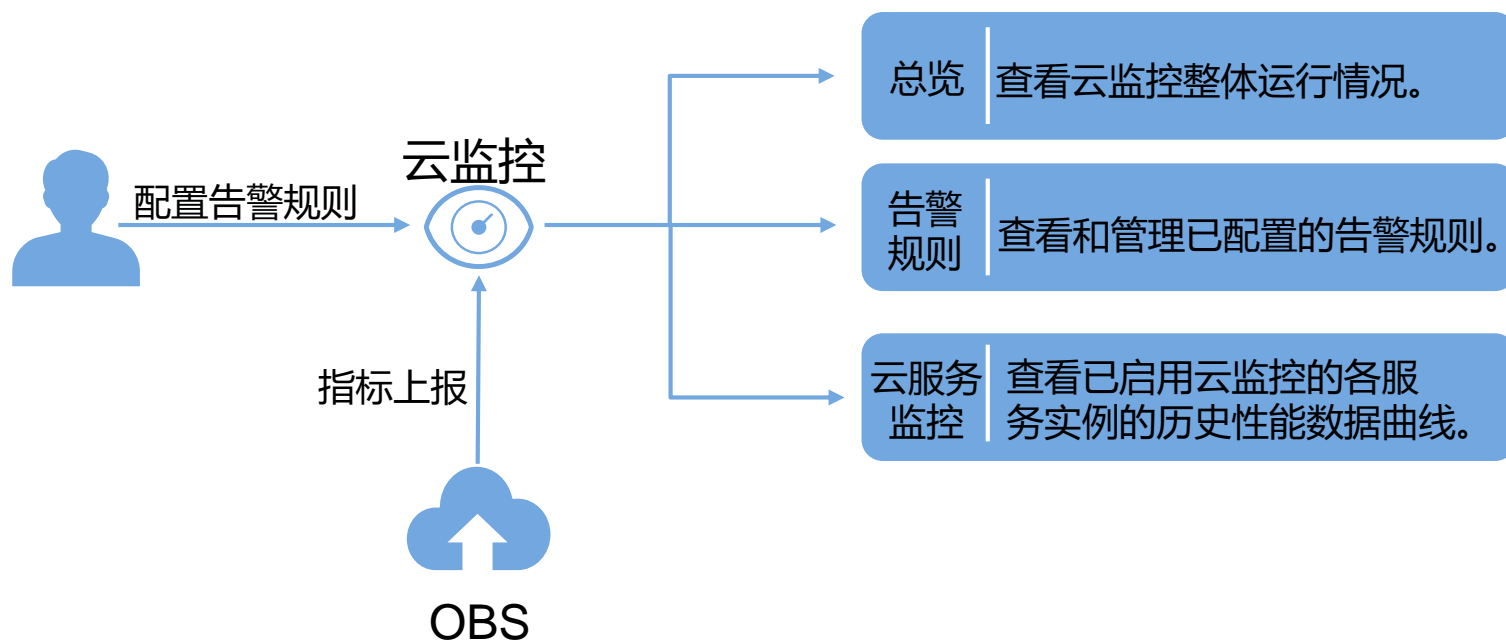 总览
查看云监控整体运行情况。
云监控
配置告警规则
告警
规则
查看和管理已配置的告警规则。
指标上报
云服务
监控
查看已启用云监控的各服
务实例的历史性能数据曲线。
OBS